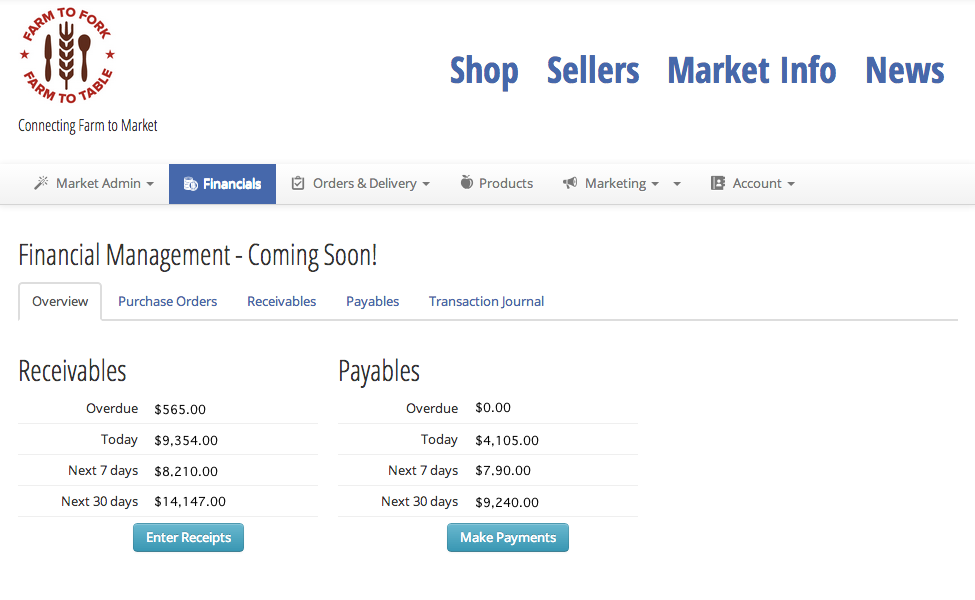 FARM TO FORK
FARM TO TABLE
Connecting Farm to Market
Shop Sellers Market Info News
Market Admin Financials Orders & Delivery Products Marketing Account
Financial Management - Coming Soon!
Overview Purchase Orders Receivables Payables Transaction Journal
Receivables Payables
Overdue $565.00 Overdue $0.00
Today $9,354.00 Today $4,105.00
Next 7 days $8,210.00 Next 7 days $7,90.00
Next 30 days $14,147.00 Next 30 days $9,240.00
Enter Receipts Make Payments